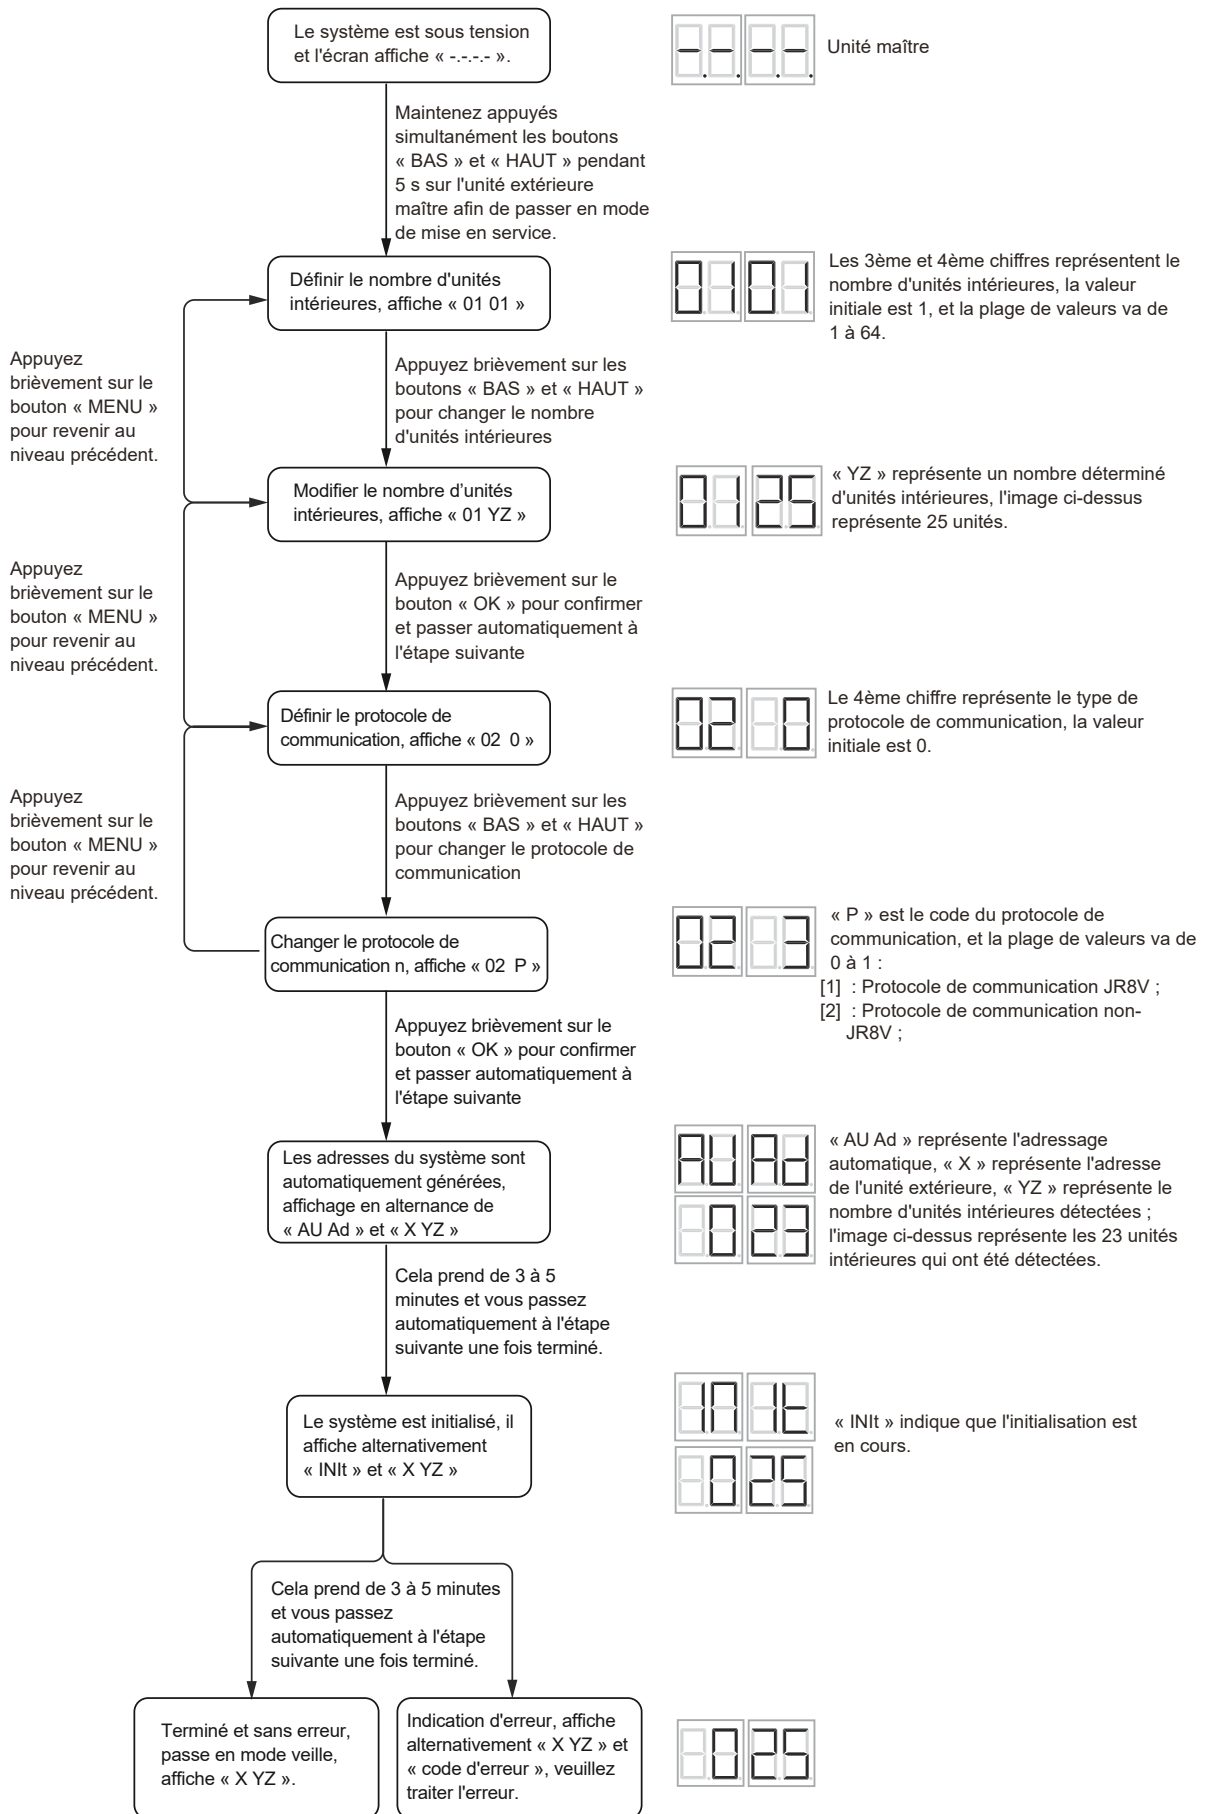 Le système est sous tension
et l'écran affiche « -.-.-.- ».
-.-.-.-.
Unité maître
Maintenez appuyés
simultanément les boutons
« BAS » et « HAUT » pendant
5 s sur l'unité extérieure
maître afin de passer en mode
de mise en service.
Définir le nombre d'unités
intérieures, affiche « 01 01 »
01 01
Les 3ème et 4ème chiffres représentent le
nombre d'unités intérieures, la valeur
initiale est 1, et la plage de valeurs va de
1 à 64.
Appuyez
brièvement sur le
bouton « MENU »
pour revenir au
niveau précédent.
Appuyez brièvement sur les
boutons « BAS » et « HAUT »
pour changer le nombre
d'unités intérieures
Modifier le nombre d'unités
intérieures, affiche « 01 YZ »
01 25
« YZ » représente un nombre déterminé
d'unités intérieures, l'image ci-dessus
représente 25 unités.
Appuyez
brièvement sur le
bouton « MENU »
pour revenir au
niveau précédent.
Appuyez brièvement sur le
bouton « OK » pour confirmer
et passer automatiquement à
l'étape suivante
Définir le protocole de
communication, affiche « 02 0 »
02 0
Le 4ème chiffre représente le type de
protocole de communication, la valeur
initiale est 0.
Appuyez
brièvement sur le
bouton « MENU »
pour revenir au
niveau précédent.
Appuyez brièvement sur les
boutons « BAS » et « HAUT »
pour changer le protocole de
communication
Changer le protocole de
communication n, affiche « 02 P »
02 3
« P » est le code du protocole de
communication, et la plage de valeurs va de
0 à 1 :
[1] : Protocole de communication JR8V ;
[2] : Protocole de communication non-
JR8V ;
Appuyez brièvement sur le
bouton « OK » pour confirmer
et passer automatiquement à
l'étape suivante
Les adresses du système sont
automatiquement générées,
affichage en alternance de
« AU Ad » et « X YZ »
AU Ad
0 23
« AU Ad » représente l'adressage
automatique, « X » représente l'adresse
de l'unité extérieure, « YZ » représente le
nombre d'unités intérieures détectées ;
l'image ci-dessus représente les 23 unités
intérieures qui ont été détectées.
Cela prend de 3 à 5
minutes et vous passez
automatiquement à l'étape
suivante une fois terminé.
Le système est initialisé, il
affiche alternativement
« INIt » et « X YZ »
IN It
0 25
« INIt » indique que l'initialisation est
en cours.
Cela prend de 3 à 5 minutes
et vous passez
automatiquement à l'étape
suivante une fois terminé.
Terminé et sans erreur,
passe en mode veille,
affiche « X YZ ».
Indication d'erreur, affiche
alternativement « X YZ » et
« code d'erreur », veuillez
traiter l'erreur.
0 25